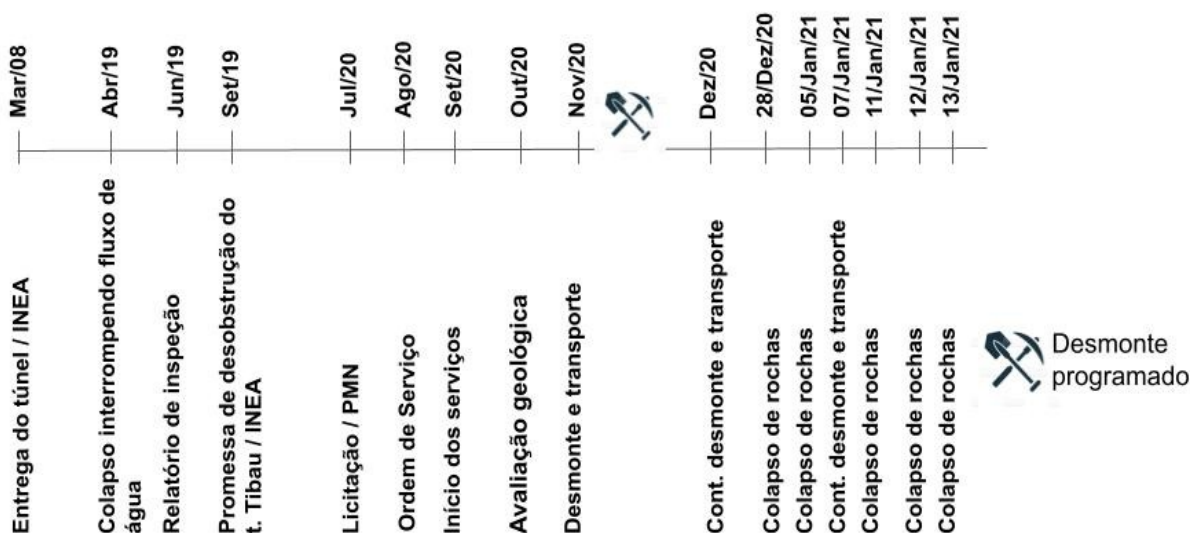 Mar/08
Abr/19
Jun/19
Set/19
Jul/20
Ago/20
Set/20
Out/20
Nov/20
Dez/20
28/Dez/20
05/Jan/21
07/Jan/21
11/Jan/21
12/Jan/21
13/Jan/21
Entrega do túnel / INEA
Colapso interrompendo fluxo de
água
Relatório de inspeção
Promessa de desobstrução do
t. Tibau / INEA
Licitação / PMN
Ordem de Serviço
Início dos serviços
Avaliação geológica
Desmonte e transporte
Cont. desmonte e transporte
Colapso de rochas
Colapso de rochas
Cont. desmonte e transporte
Colapso de rochas
Colapso de rochas
Colapso de rochas
Desmonte
programado